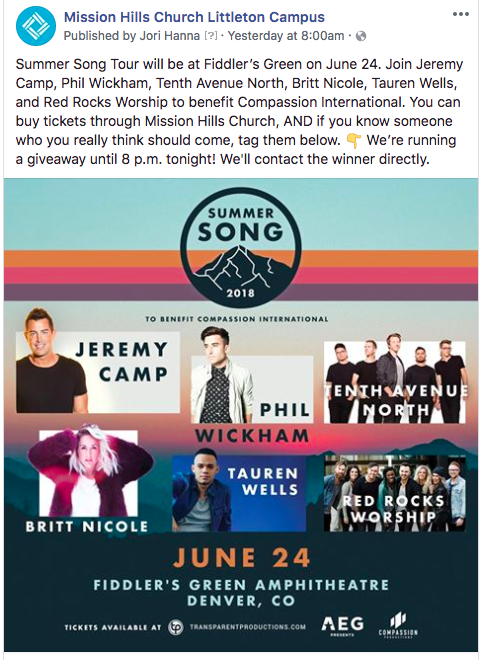 Mission Hills Church Littleton Campus
Published by Jori Hanna [?] · Yesterday at 8:00am ·
Summer Song Tour will be at Fiddler's Green on June 24. Join Jeremy
Camp, Phil Wickham, Tenth Avenue North, Britt Nicole, Tauren Wells,
and Red Rocks Worship to benefit Compassion International. You can
buy tickets through Mission Hills Church, AND if you know someone
who you really think should come, tag them below. 👇 We're running
a giveaway until 8 p.m. tonight! We'll contact the winner directly.
SUMMER
SONG
2018
TO BENEFIT COMPASSION INTERNATIONAL
JEREMY
CAMP
PHIL
WICKHAM
TENTH AVENUE
NORTH
BRITT NICOLE
TAUREN
WELLS
RED ROCKS
WORSHIP
JUNE 24
FIDDLER'S GREEN AMPHITHEATRE
DENVER, CO
TICKETS AVAILABLE AT tp TRANSPARENTPRODUCTIONS.COM
AEG
PRESENTS
COMPASSION
PRODUCTIONS